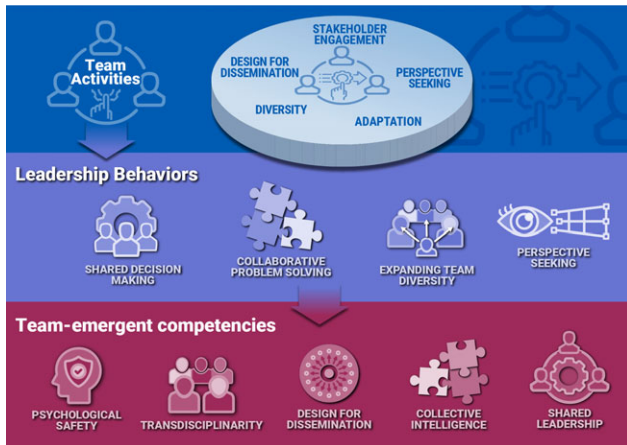 Team
Activities
STAKEHOLDER
ENGAGEMENT
DESIGN FOR
DISSEMINATION
PERSPECTIVE
SEEKING
DIVERSITY
ADAPTATION
Leadership Behaviors
SHARED DECISION
MAKING
COLLABORATIVE
PROBLEM SOLVING
EXPANDING TEAM
DIVERSITY
PERSPECTIVE
SEEKING
Team-emergent competencies
PSYCHOLOGICAL
SAFETY
TRANSDISCIPLINARITY
DESIGN FOR
DISSEMINATION
COLLECTIVE
INTELLIGENCE
SHARED
LEADERSHIP